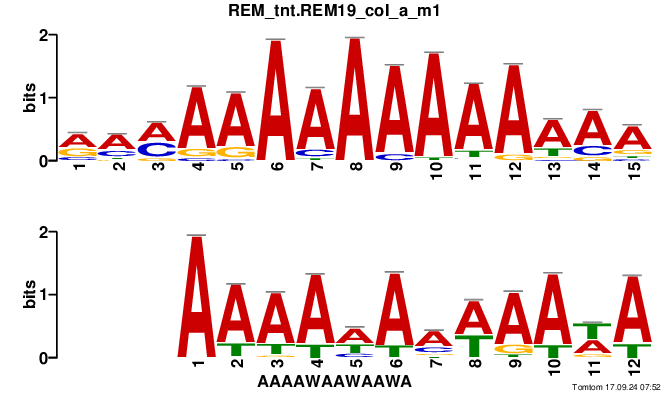 REM_tnt.REM19_col_a_m1
2
1
0
bits
1 2 3 4 5 6 7 8 9 10 11 12 13 14 15
2
1
0
bits
1 2 3 4 5 6 7 8 9 10 11 12
AAAAWAAWAAWA
Tomtom 17.09.24 07:52